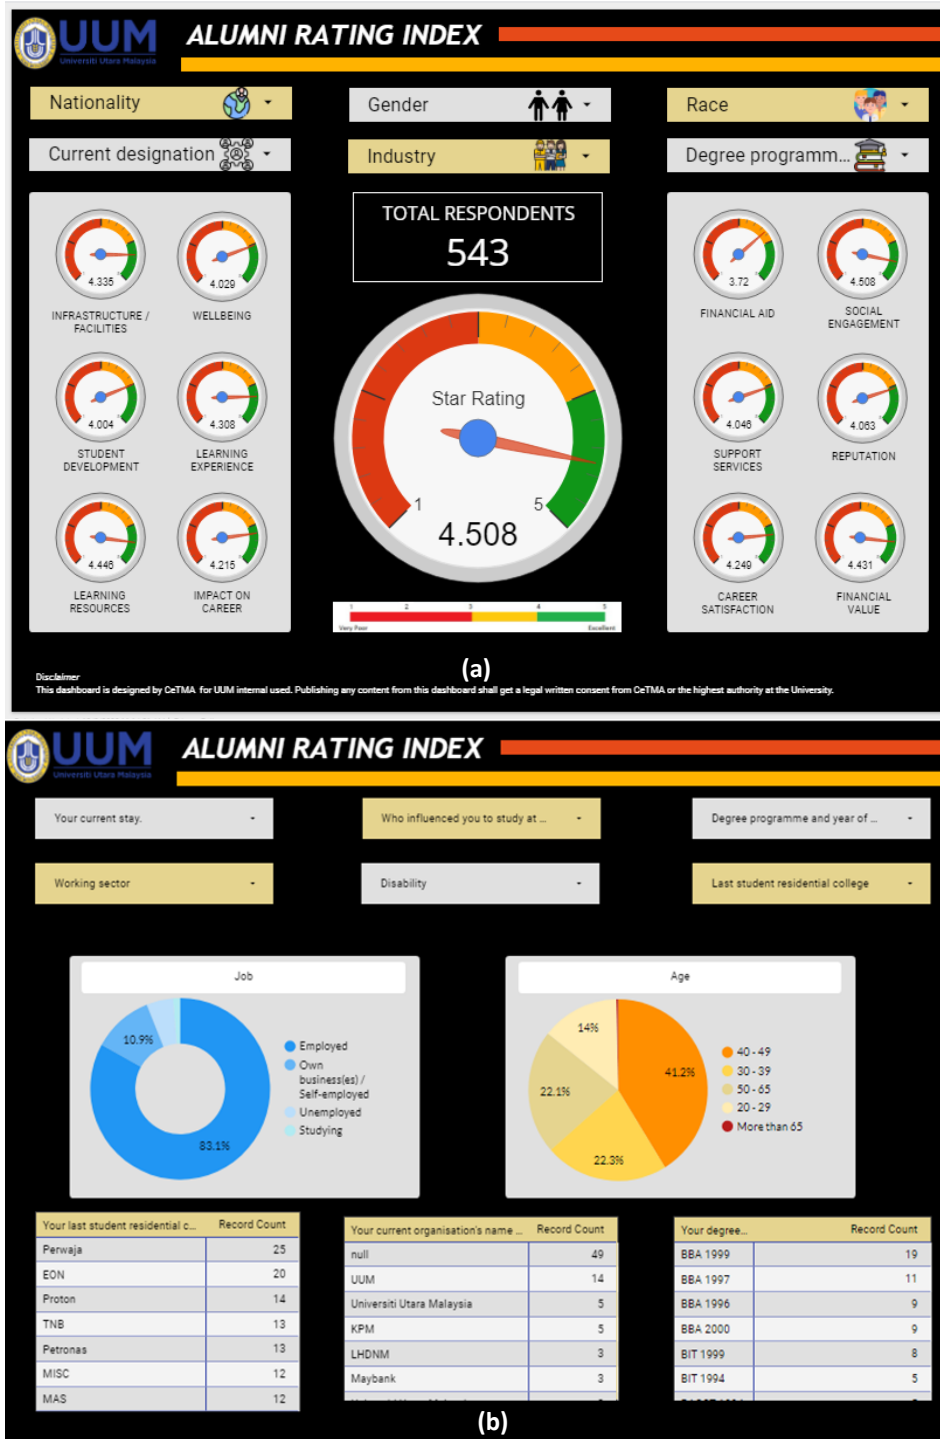 UUM
Universiti Utara Malaysia
ALUMNI RATING INDEX
Nationality
Gender
Race
Current designation
Industry
Degree programm...
TOTAL RESPONDENTS
543
4.335
INFRASTRUCTURE /
FACILITIES
4.029
WELLBEING
4.004
STUDENT
DEVELOPMENT
4.308
LEARNING
EXPERIENCE
4.446
LEARNING
RESOURCES
4.215
IMPACT ON
CAREER
Star Rating
1
5
4.508
1 2 3 4 5
Very Poor
Excellent
3.72
FINANCIAL AID
4.508
SOCIAL
ENGAGEMENT
4.046
SUPPORT
SERVICES
4.063
REPUTATION
4.249
CAREER
SATISFACTION
4.431
FINANCIAL
VALUE
(a)
Disclaimer
This dashboard is designed by CeTMA for UUM internal used. Publishing any content from this dashboard shall get a legal written consent from CeTMA or the highest authority at the University.
UUM
Universiti Utara Malaysia
ALUMNI RATING INDEX
Your current stay.
Who influenced you to study at ...
Degree programme and year of ...
Working sector
Disability
Last student residential college
Job
10.9%
83.1%
Employed
Own
business(es) /
Self-employed
Unemployed
Studying
Age
14%
41.2%
22.1%
22.3%
40 - 49
30 - 39
50 - 65
20 - 29
More than 65
Your last student residential c... Record Count
Perwaja 25
EON 20
Proton 14
TNB 13
Petronas 13
MISC 12
MAS 12
Your current organisation's name ... Record Count
null 49
UUM 14
Universiti Utara Malaysia 5
KPM 5
LHDNM 3
Maybank 3
Your degree... Record Count
BBA 1999 19
BBA 1997 11
BBA 1996 9
BBA 2000 9
BIT 1999 8
BIT 1994 5
(b)